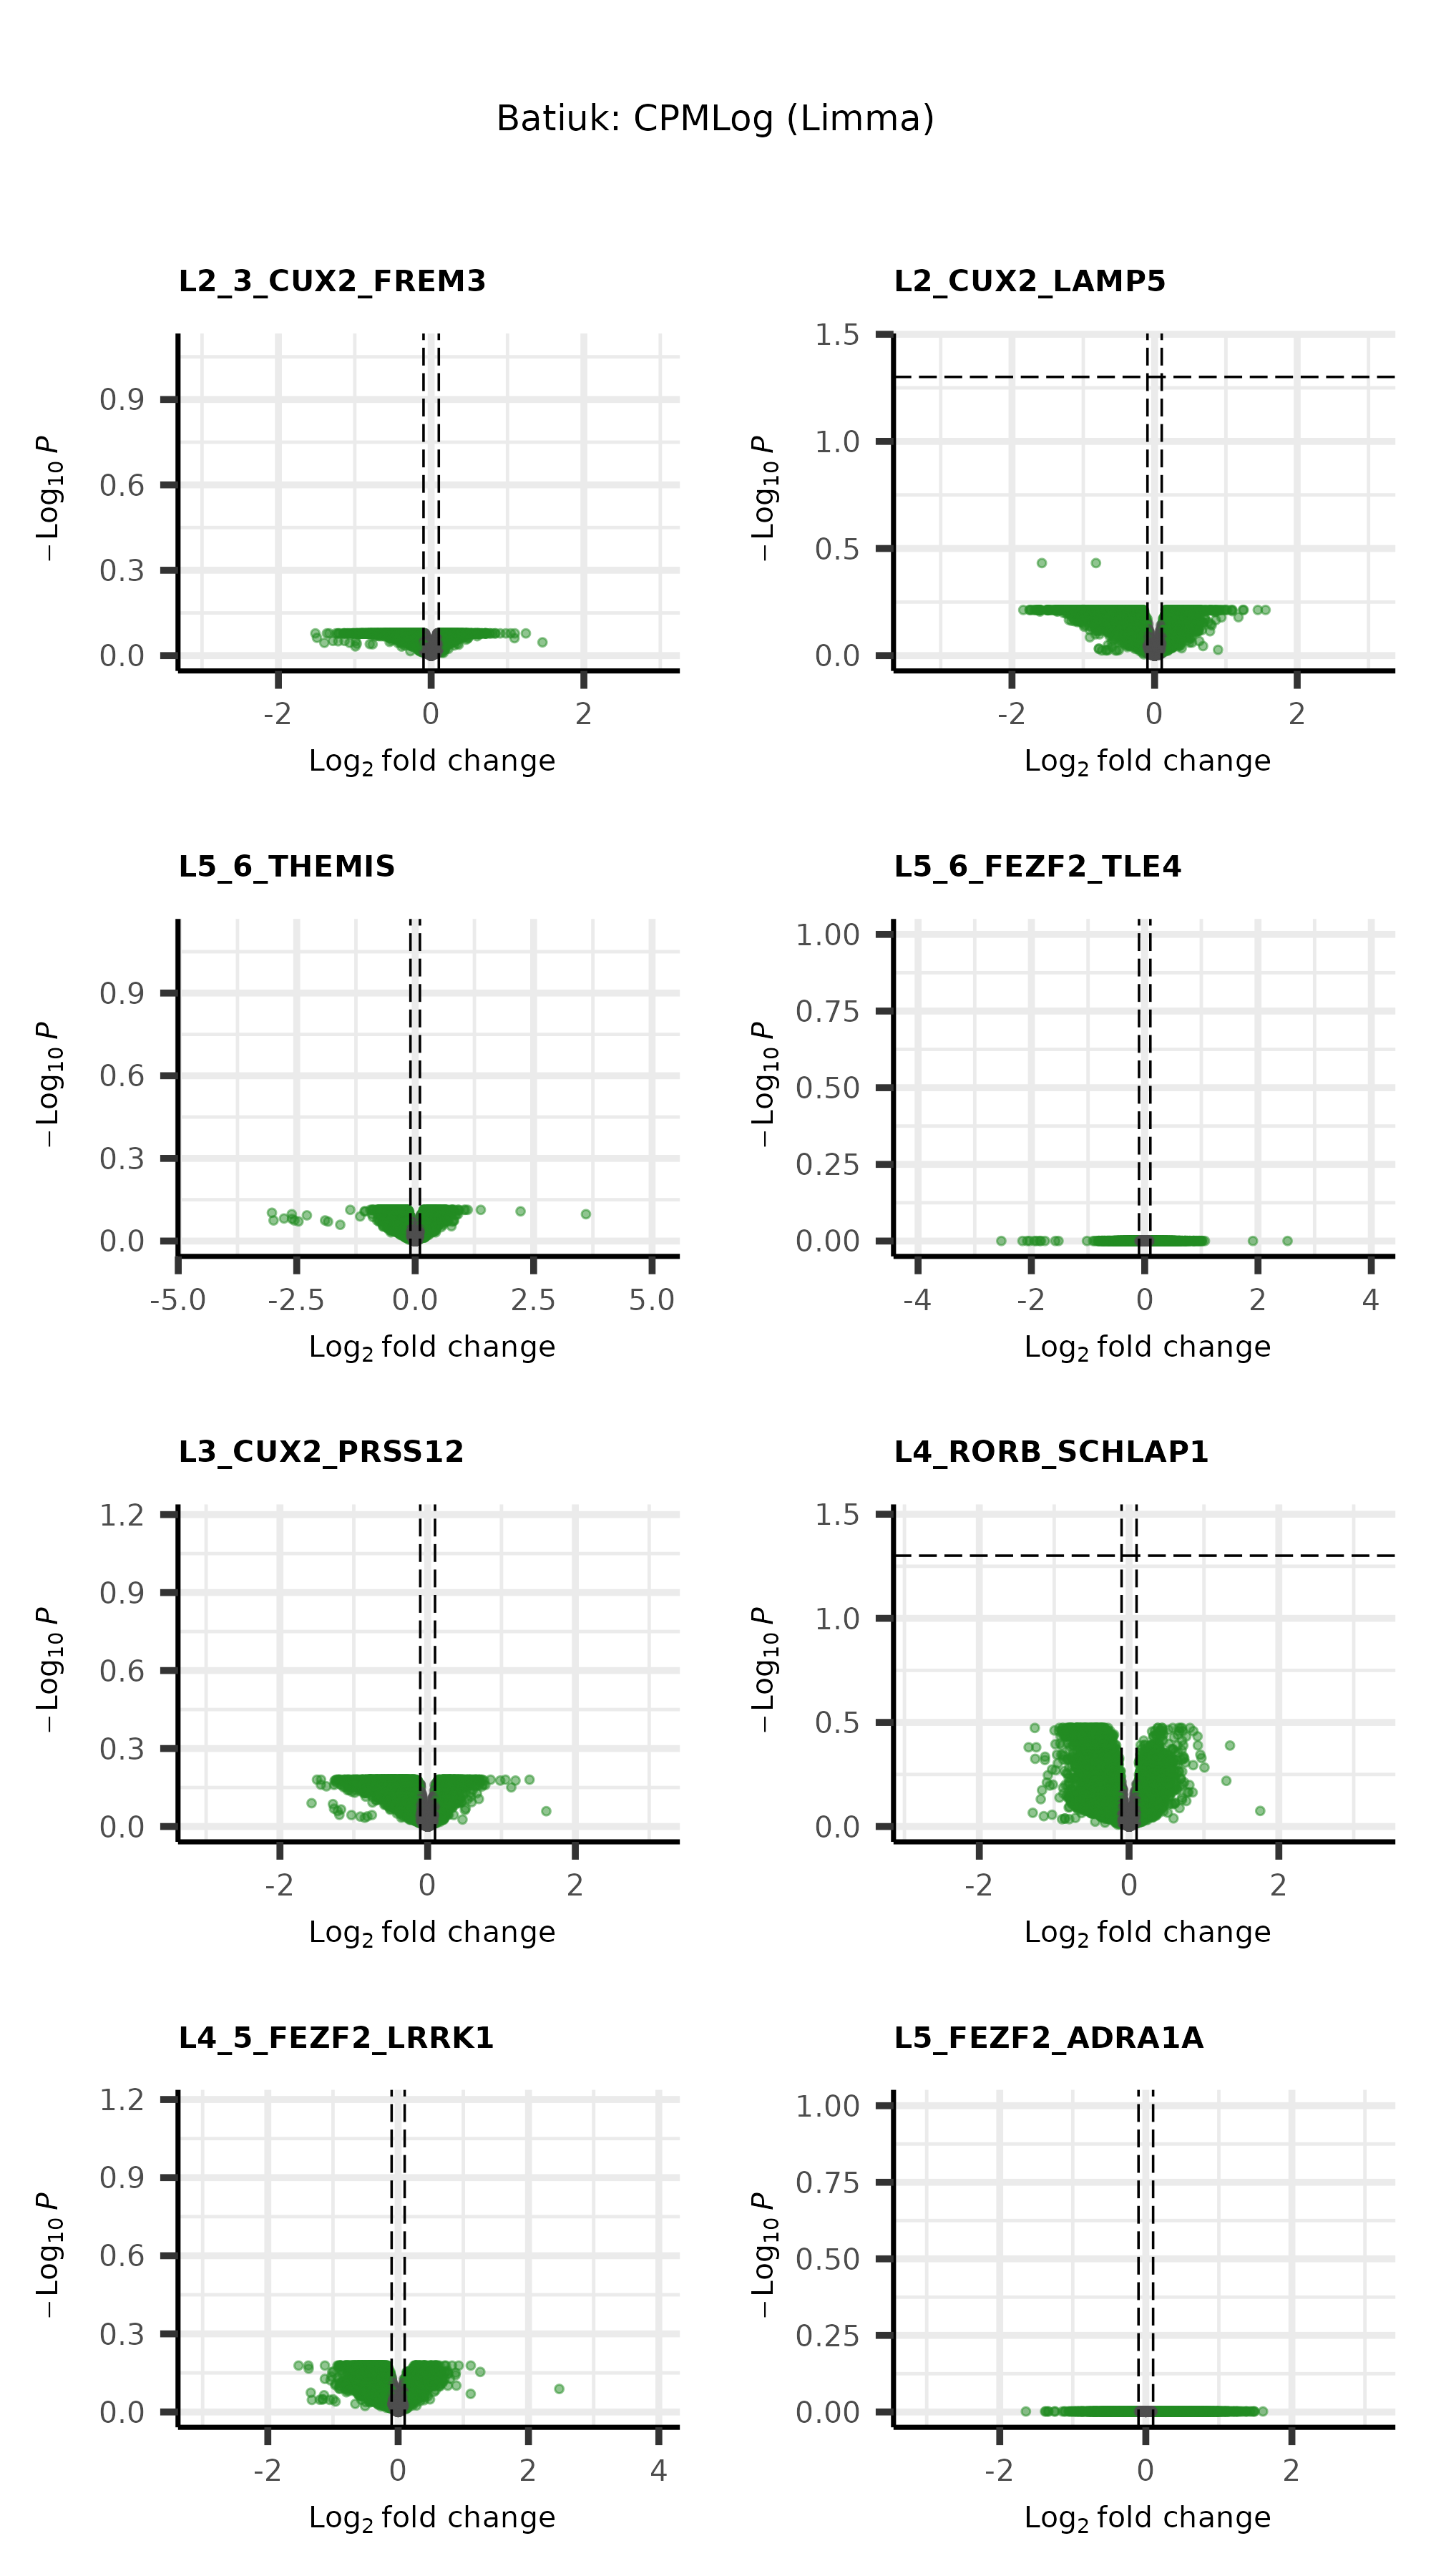 Batiuk: CPMLog (Limma)
L2_3_CUX2_FREM3
0.9
0.6
0.3
0.0
−Log10 P
-2 0 2
Log2 fold change
L2_CUX2_LAMP5
1.5
1.0
0.5
0.0
−Log10 P
-2 0 2
Log2 fold change
L5_6_THEMIS
0.9
0.6
0.3
0.0
−Log10 P
-5.0 -2.5 0.0 2.5 5.0
Log2 fold change
L5_6_FEZF2_TLE4
1.00
0.75
0.50
0.25
0.00
−Log10 P
-4 -2 0 2 4
Log2 fold change
L3_CUX2_PRSS12
1.2
0.9
0.6
0.3
0.0
−Log10 P
-2 0 2
Log2 fold change
L4_RORB_SCHLAP1
1.5
1.0
0.5
0.0
−Log10 P
-2 0 2
Log2 fold change
L4_5_FEZF2_LRRK1
1.2
0.9
0.6
0.3
0.0
−Log10 P
-2 0 2 4
Log2 fold change
L5_FEZF2_ADRA1A
1.00
0.75
0.50
0.25
0.00
−Log10 P
-2 0 2
Log2 fold change